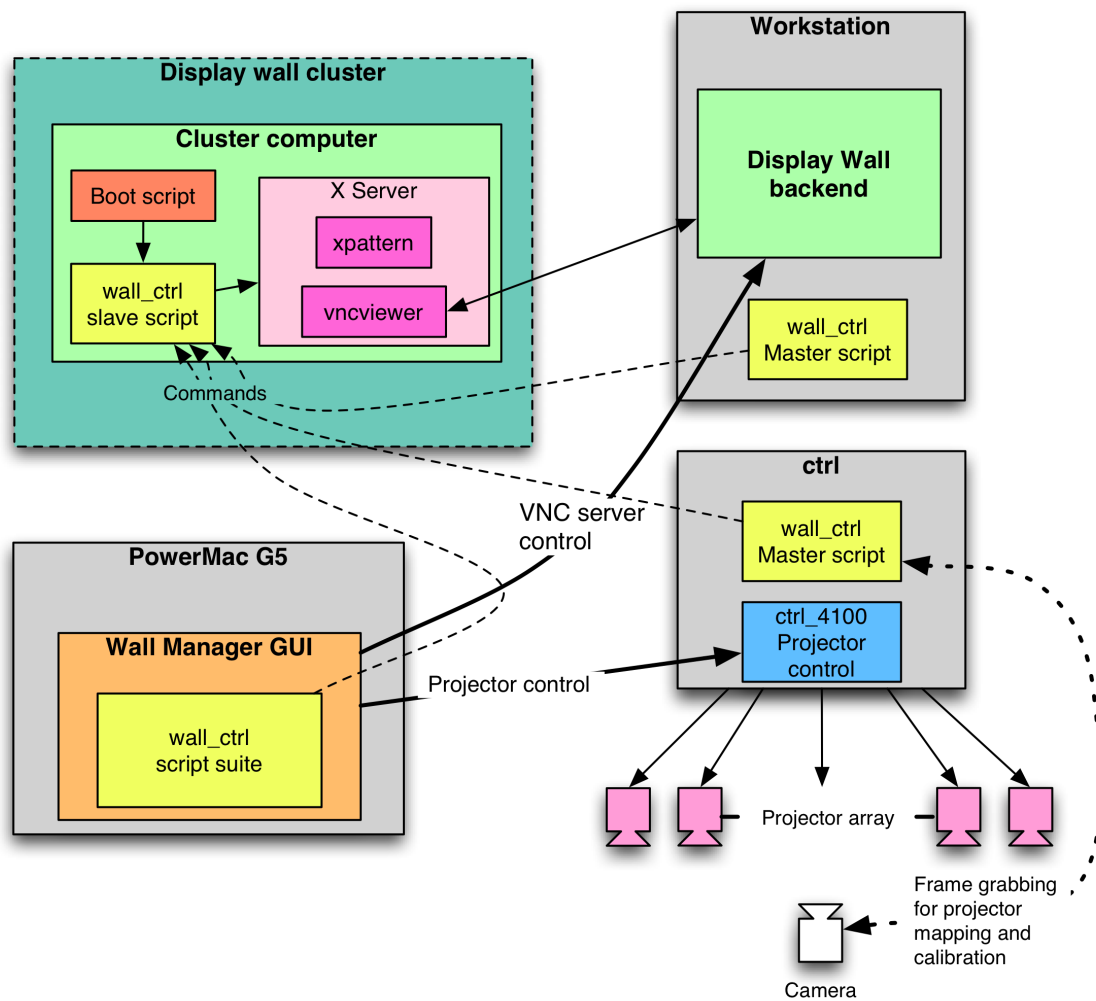 Workstation
Display wall cluster
Cluster computer
Boot script
X Server
xpattern
wall_ctrl
slave script
vncviewer
Display Wall
backend
wall_ctrl
Master script
Commands
ctrl
VNC server
control
wall_ctrl
Master script
PowerMac G5
Wall Manager GUI
wall_ctrl
script suite
Projector control
ctrl_4100
Projector
control
Projector array
Frame grabbing
for projector
mapping and
calibration
Camera